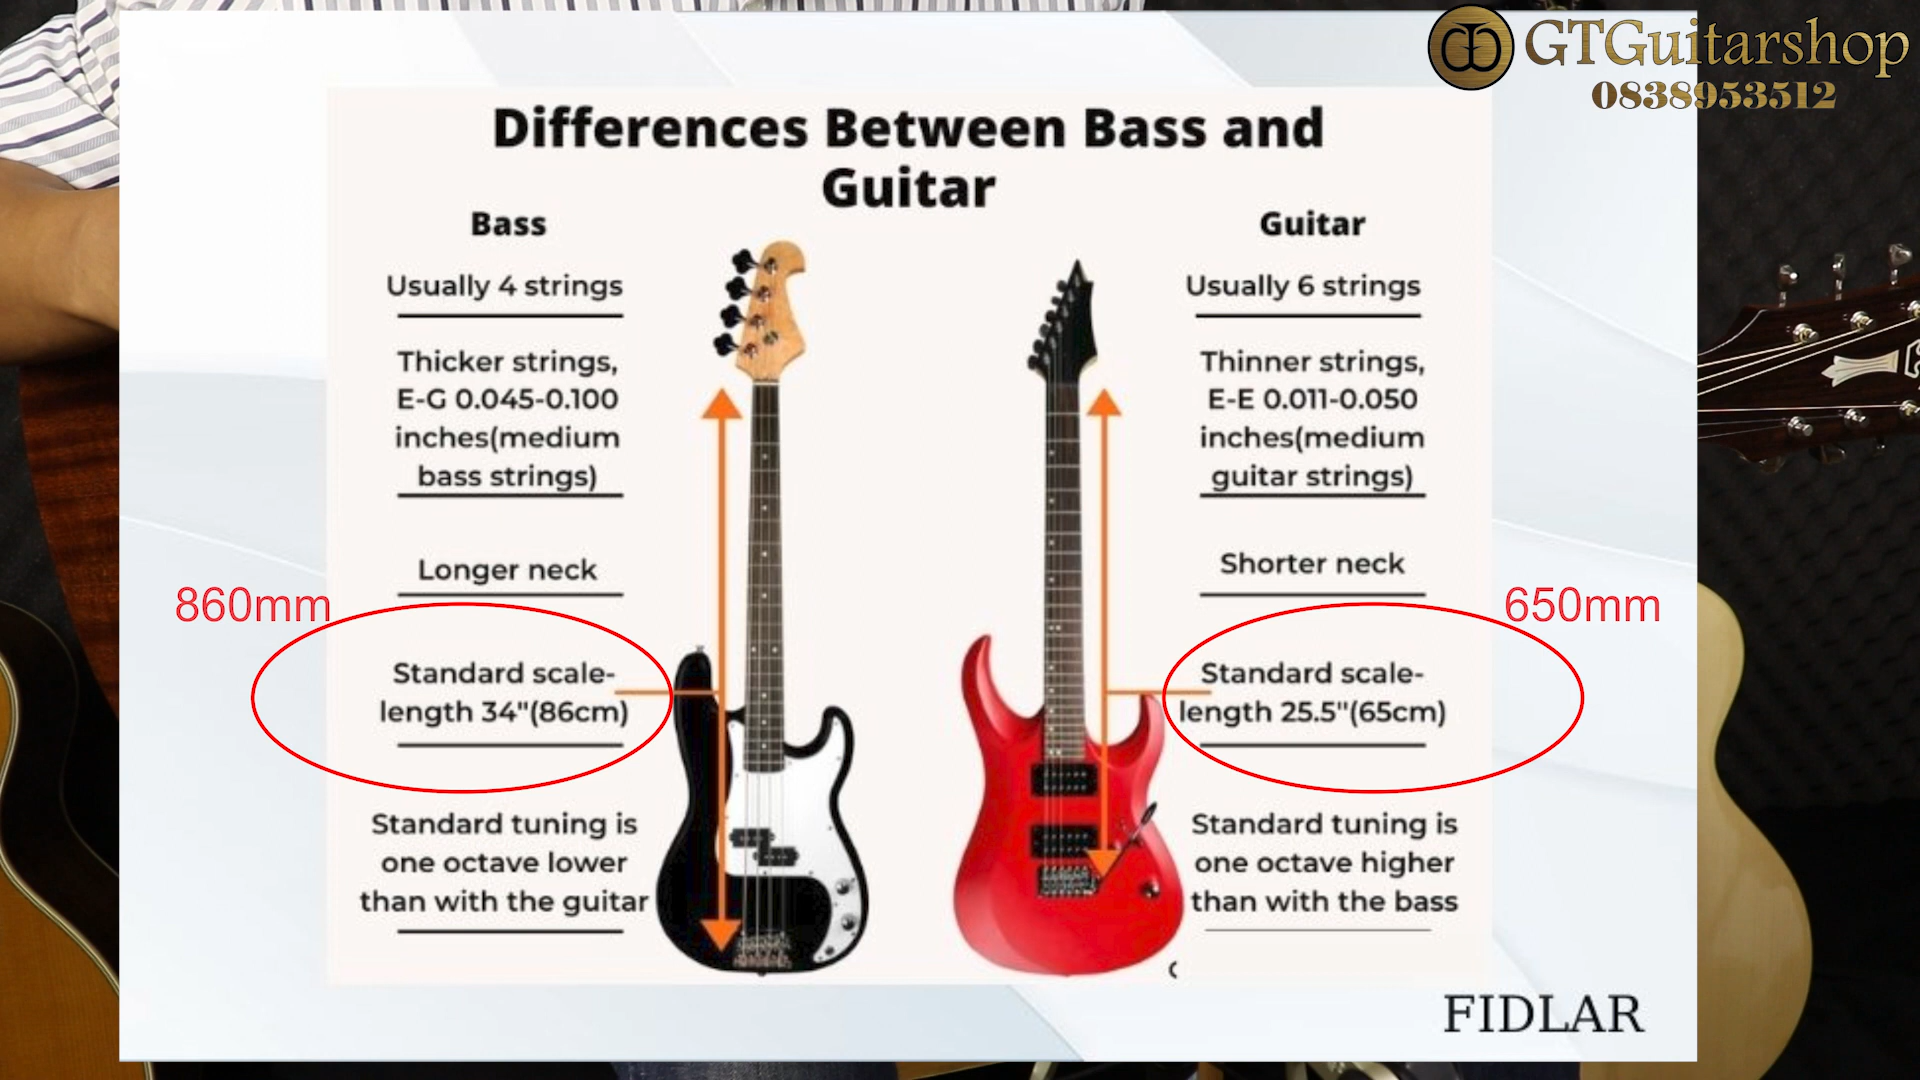 GTGuitarshop
0838953512
Differences Between Bass and
Guitar
Bass
Usually 4 strings
Thicker strings,
E-G 0.045-0.100
inches(medium
bass strings)
Longer neck
860mm
Standard scale-
length 34"(86cm)
Standard tuning is
one octave lower
than with the guitar
Guitar
Usually 6 strings
Thinner strings,
E-E 0.011-0.050
inches(medium
guitar strings)
Shorter neck
650mm
Standard scale-
length 25.5"(65cm)
Standard tuning is
one octave higher
than with the bass
FIDLAR